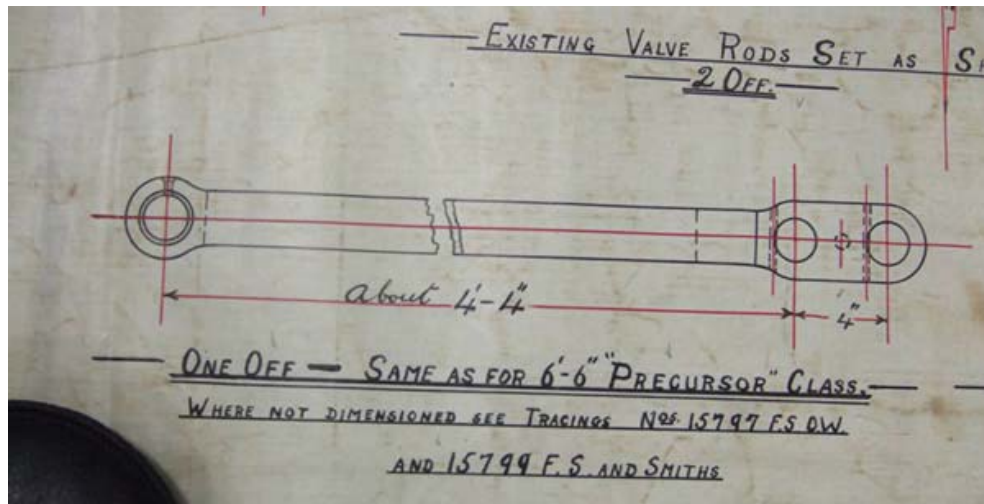 EXISTING VALVE RODS SET AS
2 OFF.
About 4'-4"
4"
ONE OFF — SAME AS FOR 6'-6" "PRECURSOR" CLASS.
WHERE NOT DIMENSIONED SEE TRACINGS Nos. 15797 F.S O.W.
AND 15799 F.S. AND SMITHS